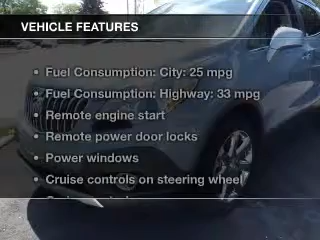 VEHICLE FEATURES
• Fuel Consumption: City: 25 mpg
• Fuel Consumption: Highway: 33 mpg
• Remote engine start
• Remote power door locks
• Power windows
• Cruise controls on steering wheel